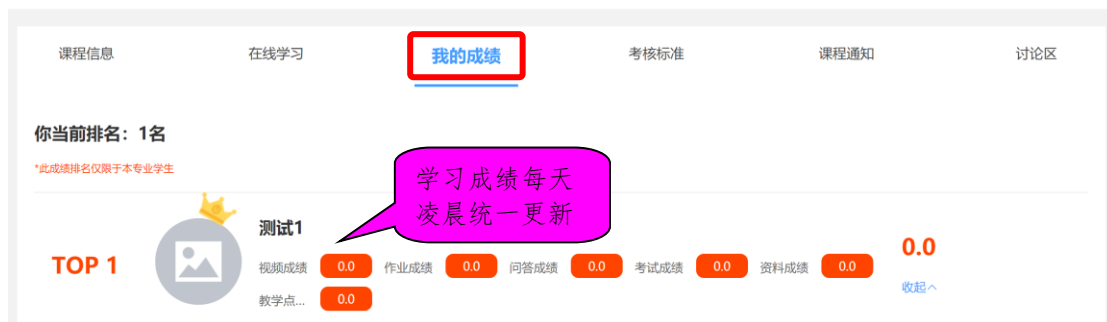 课程信息 在线学习 我的成绩 考核标准 课程通知 讨论区
你当前排名：1名
*此成绩排名仅限于本专业学生
学习成绩每天
凌晨统一更新
测试1
TOP 1
视频成绩 0.0 作业成绩 0.0 问答成绩 0.0 考试成绩 0.0 资料成绩 0.0
教学点... 0.0
0.0
收起